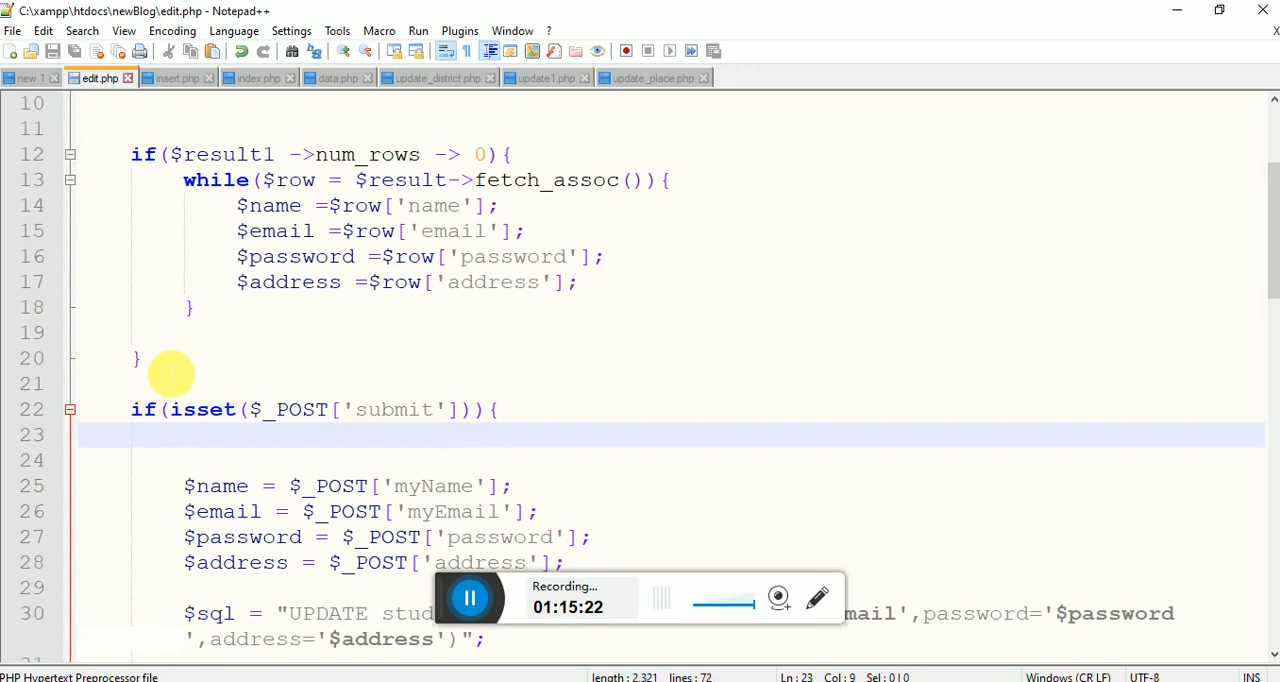 C:\xampp\htdocs\newBlog\edit.php - Notepad++
File Edit Search View Encoding Language Settings Tools Macro Run Plugins Window ? X
new 1 edit.php insert.php index.php data.php update_district.php update1.php update_place.php
10
11
12 if($result1 ->num_rows -> 0){
13 while($row = $result->fetch_assoc()){
14 $name =$row['name'];
15 $email =$row['email'];
16 $password =$row['password'];
17 $address =$row['address'];
18 }
19
20 }
21
22 if(isset($_POST['submit'])){
23
24
25 $name = $_POST['myName'];
26 $email = $_POST['myEmail'];
27 $password = $_POST['password'];
28 $address = $_POST['address'];
29
30 $sql = "UPDATE stud mail',password='$password
',address='$address')";
Recording...
01:15:22
PHP Hypertext Preprocessor file length : 2,321 lines : 72 Ln : 23 Col : 9 Sel : 0 | 0 Windows (CR LF) UTF-8 INS